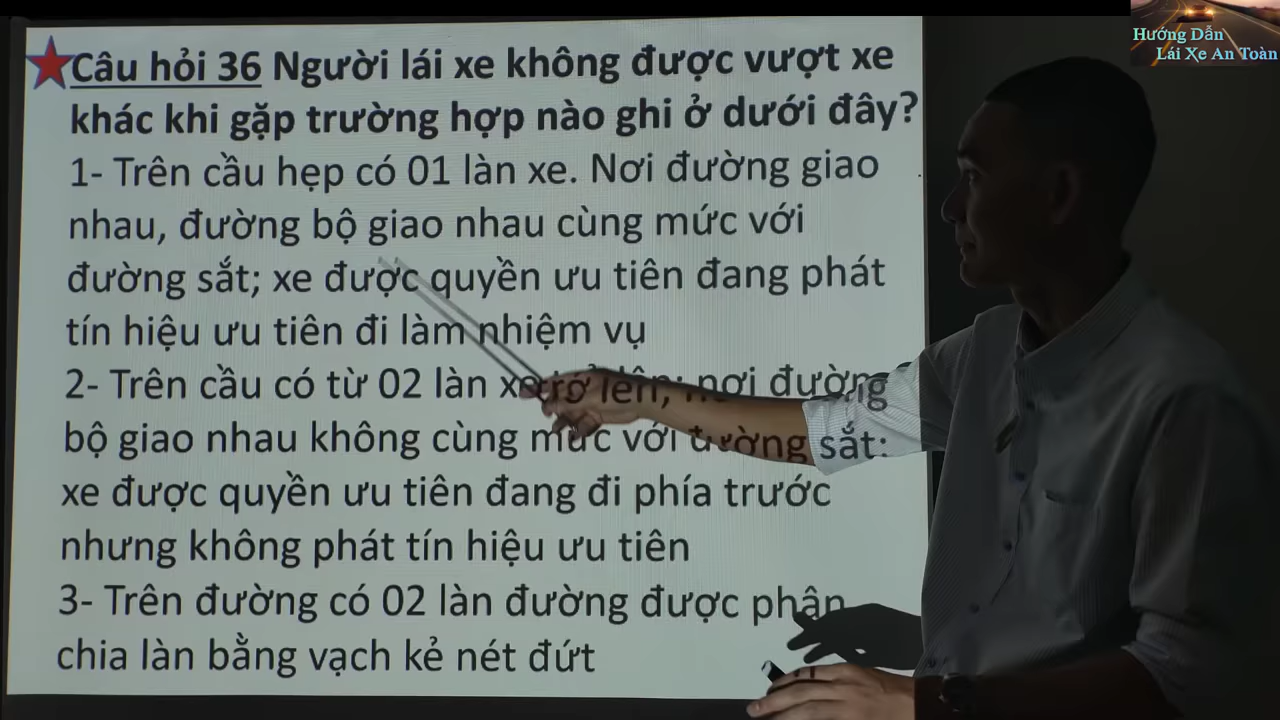 Hướng Dẫn
Lái Xe An Toàn
Câu hỏi 36 Người lái xe không được vượt xe
khác khi gặp trường hợp nào ghi ở dưới đây?
1- Trên cầu hẹp có 01 làn xe. Nơi đường giao
nhau, đường bộ giao nhau cùng mức với
đường sắt; xe được quyền ưu tiên đang phát
tín hiệu ưu tiên đi làm nhiệm vụ
2- Trên cầu có từ 02 làn xe trở lên; nơi đường
bộ giao nhau không cùng mức với đường sắt:
xe được quyền ưu tiên đang đi phía trước
nhưng không phát tín hiệu ưu tiên
3- Trên đường có 02 làn đường được phân
chia làn bằng vạch kẻ nét đứt